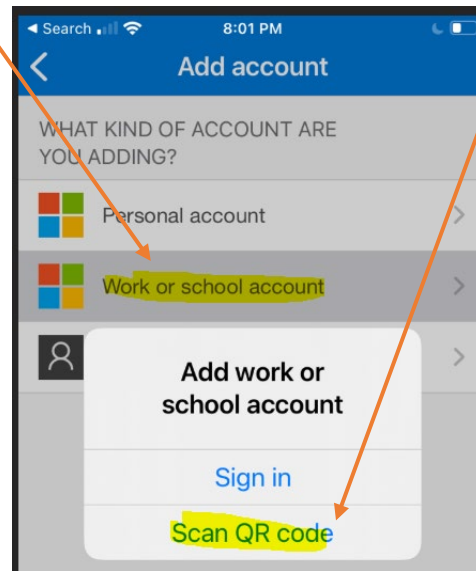 ◄ Search
8:01 PM
Add account
WHAT KIND OF ACCOUNT ARE
YOU ADDING?
Personal account
Work or school account
Add work or
school account
Sign in
Scan QR code